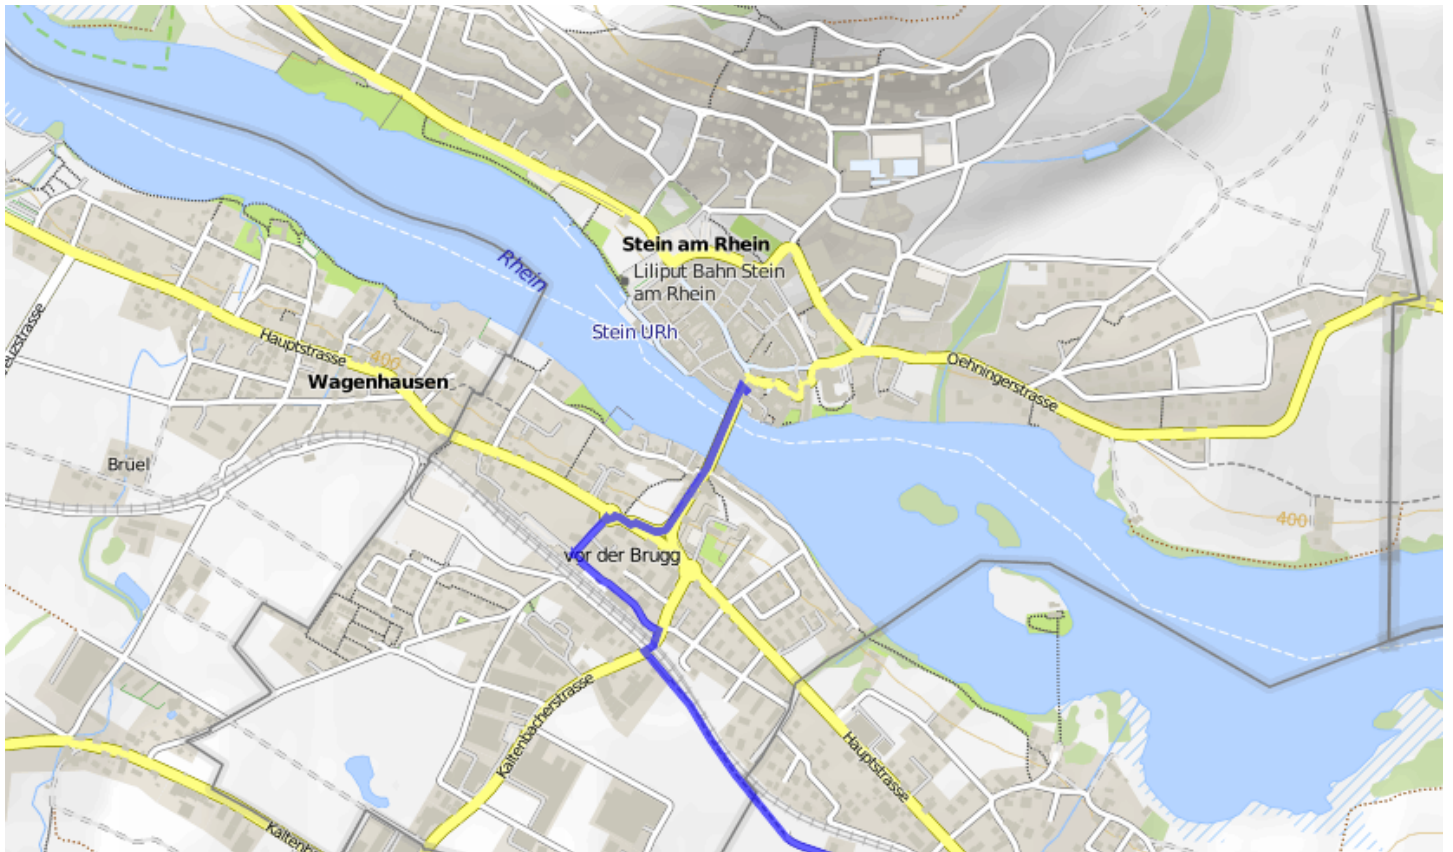 Stein am Rhein
Rhein
Liliput Bahn Stein
am Rhein
Stein URh
Hauptstrasse
400
Oehningerstrasse
Wagenhausen
Bruel
400
vor der Brugg
Kaltenbacherstrasse
Hauptstrasse